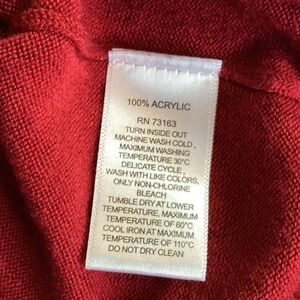 100% ACRYLIC
RN 73163
TURN INSIDE OUT
MACHINE WASH COLD,
MAXIMUM WASHING
TEMPERATURE 30°C
DELICATE CYCLE,
WASH WITH LIKE COLORS,
ONLY NON-CHLORINE
BLEACH
TUMBLE DRY AT LOWER
TEMPERATURE. MAXIMUM
TEMPERATURE OF 60°C
COOL IRON AT MAXIMUM
TEMPERATURE OF 110°C
DO NOT DRY CLEAN